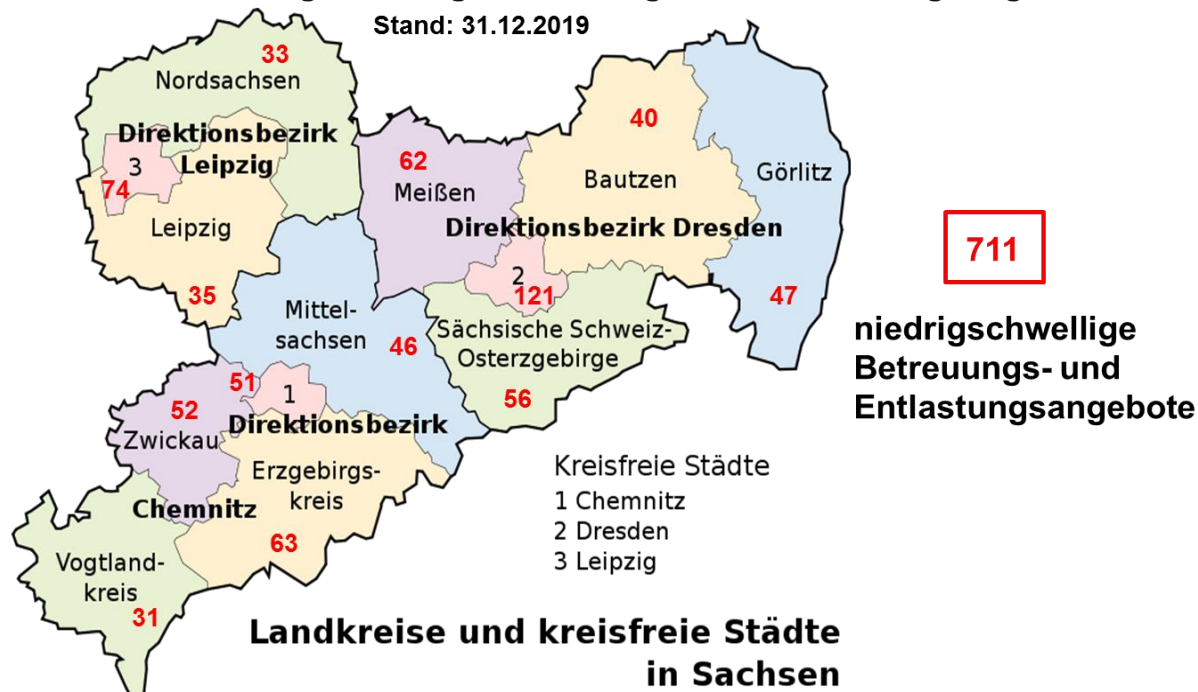 Stand: 31.12.2019
33
Nordsachsen
Direktionsbezirk
Leipzig
3
74
Leipzig
35
62
Meißen
40
Bautzen
Görlitz
Direktionsbezirk Dresden
2
121
47
Mittel-
sachsen
46
Sächsische Schweiz-
Osterzgebirge
56
51
1
52
Zwickau
Direktionsbezirk
Erzgebirgs-
kreis
Chemnitz
63
Vogtland-
kreis
31
711
niedrigschwellige
Betreuungs- und
Entlastungsangebote
Kreisfreie Städte
1 Chemnitz
2 Dresden
3 Leipzig
Landkreise und kreisfreie Städte
in Sachsen